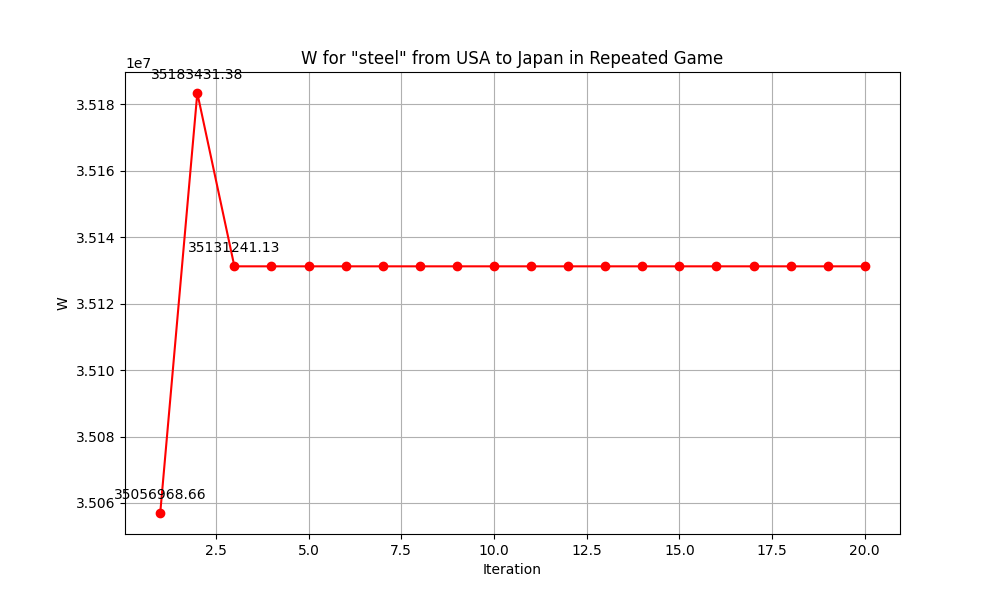 W for "steel" from USA to Japan in Repeated Game
1e7
35183431.38
3.518
3.516
3.514
35131241.13
3.512
W
3.510
3.508
35056968.66
3.506
2.5 5.0 7.5 10.0 12.5 15.0 17.5 20.0
Iteration